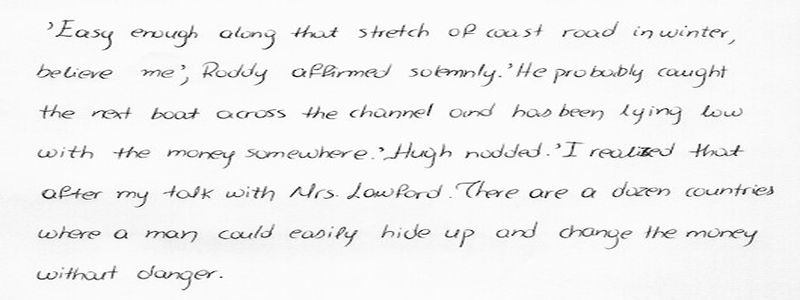 'Easy enough along that stretch of coast road in winter,
believe me', Roddy affirmed solemnly. 'He probably caught
the next boat across the channel and has been lying low
with the money somewhere.' Hugh nodded. 'I realized that
after my talk with Mrs. Lawford. There are a dozen countries
where a man could easily hide up and change the money
without danger.